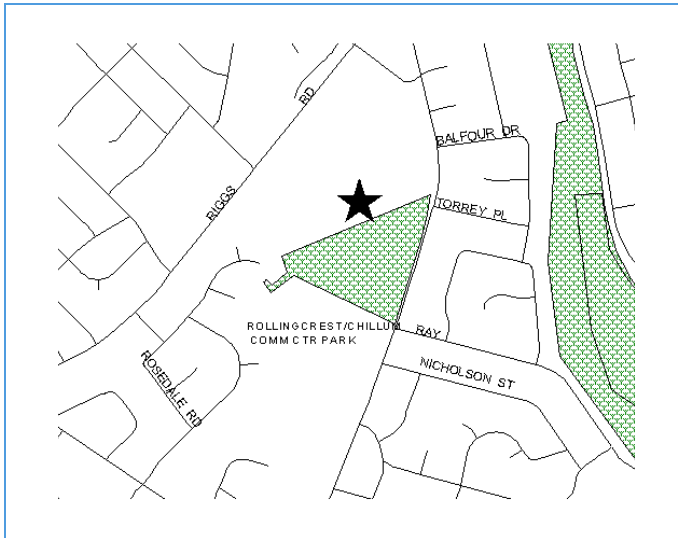 RIGGS RD
BALFOUR DR
TORREY PL
ROLLINGCREST/CHILLUM
COMM CTR PARK
RAY
NICHOLSON ST
ROSEDALE RD